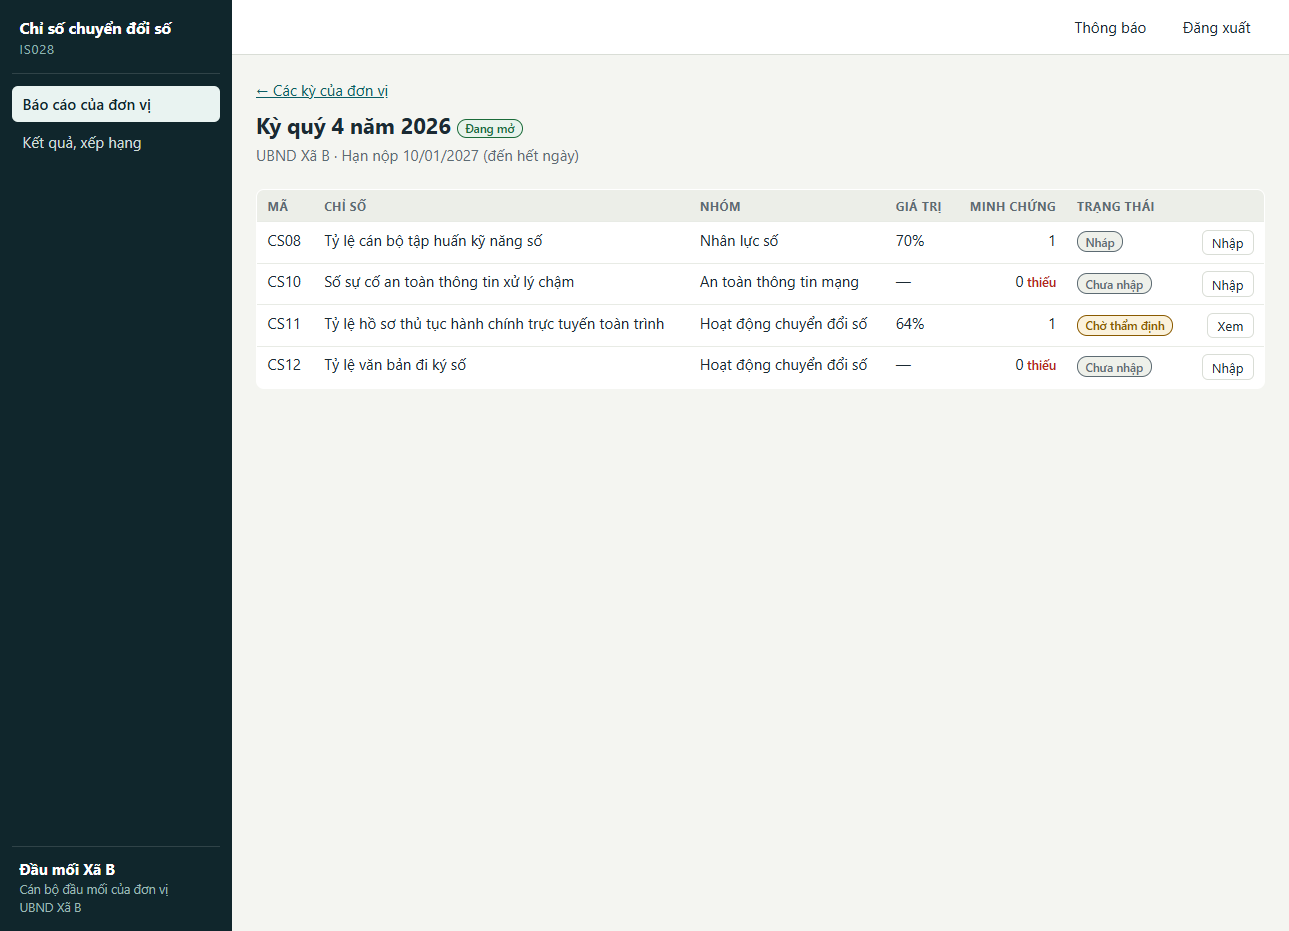 Chỉ số chuyển đổi số
IS028
Báo cáo của đơn vị
Kết quả, xếp hạng
Thông báo Đăng xuất
← Các kỳ của đơn vị
Kỳ quý 4 năm 2026 Đang mở
UBND Xã B · Hạn nộp 10/01/2027 (đến hết ngày)
MÃ CHỈ SỐ NHÓM GIÁ TRỊ MINH CHỨNG TRẠNG THÁI
CS08 Tỷ lệ cán bộ tập huấn kỹ năng số Nhân lực số 70% 1 Nháp Nhập
CS10 Số sự cố an toàn thông tin xử lý chậm An toàn thông tin mạng — 0 thiếu Chưa nhập Nhập
CS11 Tỷ lệ hồ sơ thủ tục hành chính trực tuyến toàn trình Hoạt động chuyển đổi số 64% 1 Chờ thẩm định Xem
CS12 Tỷ lệ văn bản đi ký số Hoạt động chuyển đổi số — 0 thiếu Chưa nhập Nhập
Đầu mối Xã B
Cán bộ đầu mối của đơn vị
UBND Xã B